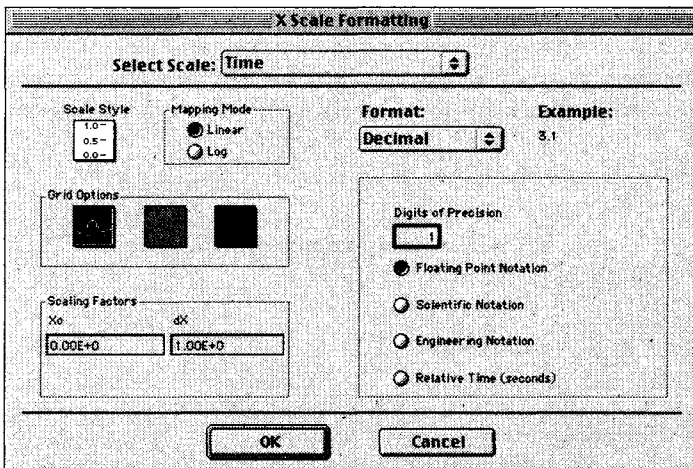 X Scale Formatting
Select Scale: Time
Scale Style
1.0
0.5
0.0
Mapping Mode
Linear
Log
Format:
Decimal
Example:
3.1
Grid Options
Digits of Precision
1
Floating Point Notation
Scientific Notation
Engineering Notation
Relative Time (seconds)
Scaling Factors
Xo
dX
0.00E+0
1.00E+0
OK
Cancel